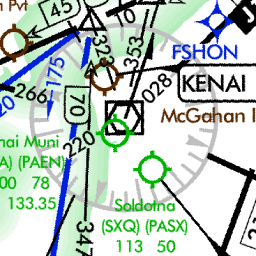 Pvt
45
323
353
FSHON
175
028
KENAI
266
20
70
McGahan
220
nai Muni
A) (PAEN)
00 78
133.35
Soldotna
(SXQ) (PASX)
113 50
347